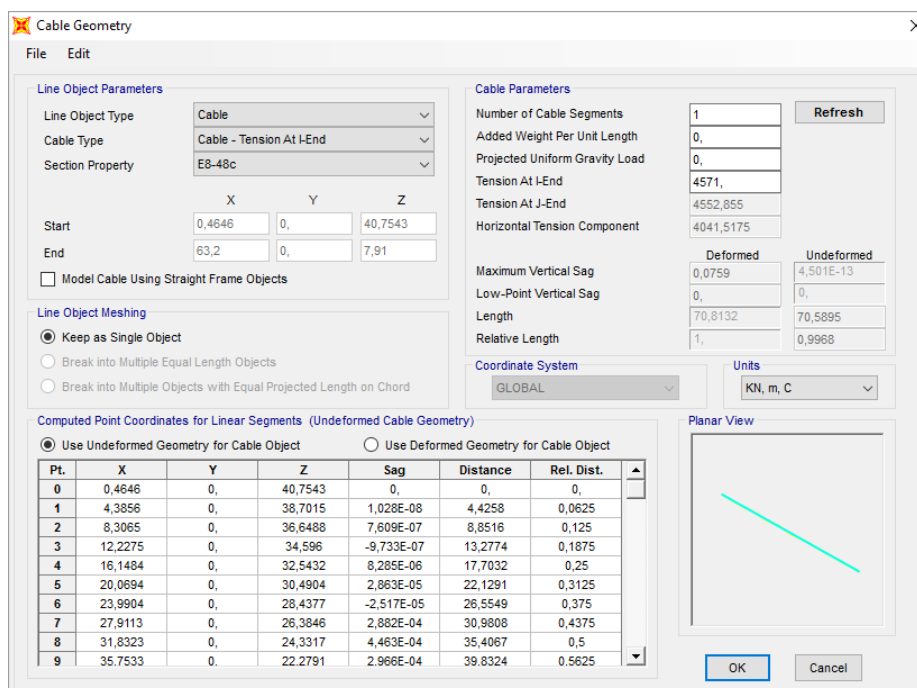 Cable Geometry
File Edit
Line Object Parameters
Line Object Type Cable
Cable Type Cable - Tension At I-End
Section Property E8-48c
X Y Z
Start 0,4646 0, 40,7543
End 63,2 0, 7,91
Model Cable Using Straight Frame Objects
Line Object Meshing
Keep as Single Object
Break into Multiple Equal Length Objects
Break into Multiple Objects with Equal Projected Length on Chord
Cable Parameters
Number of Cable Segments 1 Refresh
Added Weight Per Unit Length 0,
Projected Uniform Gravity Load 0,
Tension At I-End 4571,
Tension At J-End 4552,855
Horizontal Tension Component 4041,5175
Deformed Undeformed
Maximum Vertical Sag 0,0759 4,501E-13
Low-Point Vertical Sag 0, 0,
Length 70,8132 70,5895
Relative Length 1, 0,9968
Coordinate System
GLOBAL
Units
KN, m, C
Computed Point Coordinates for Linear Segments (Undeformed Cable Geometry)
Use Undeformed Geometry for Cable Object Use Deformed Geometry for Cable Object
Pt. X Y Z Sag Distance Rel. Dist.
0 0,4646 0, 40,7543 0, 0, 0,
1 4,3856 0, 38,7015 1,028E-08 4,4258 0,0625
2 8,3065 0, 36,6488 7,609E-07 8,8516 0,125
3 12,2275 0, 34,596 -9,733E-07 13,2774 0,1875
4 16,1484 0, 32,5432 8,285E-06 17,7032 0,25
5 20,0694 0, 30,4904 2,863E-05 22,1291 0,3125
6 23,9904 0, 28,4377 -2,517E-05 26,5549 0,375
7 27,9113 0, 26,3846 2,882E-04 30,9808 0,4375
8 31,8323 0, 24,3317 4,463E-04 35,4067 0,5
9 35,7533 0, 22,2791 2,966E-04 39,8324 0,5625
Planar View
OK Cancel